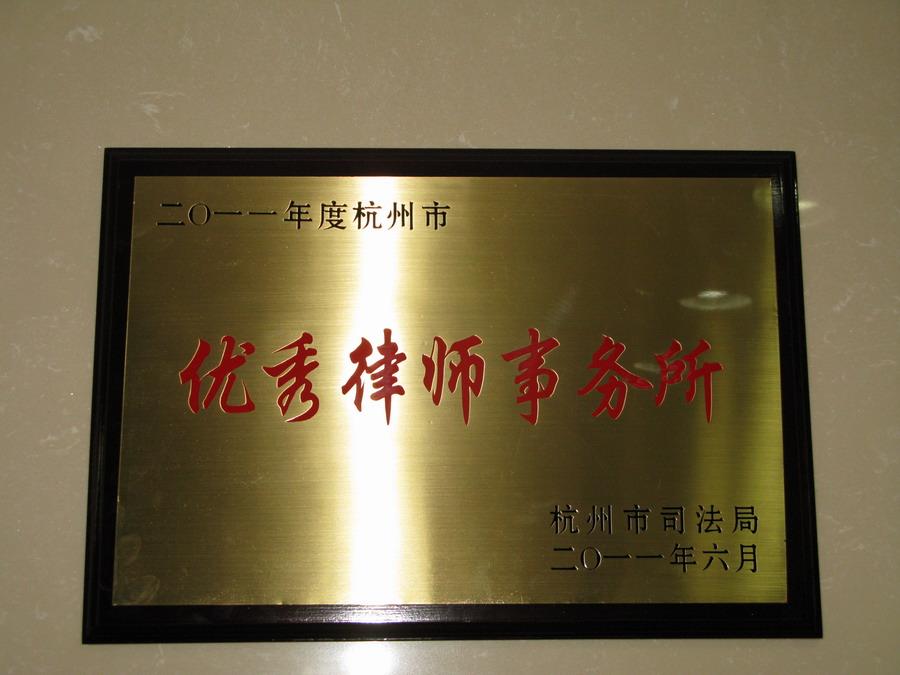 二〇一一年度杭州市
优秀律师事务所
杭州市司法局
二〇一一年六月